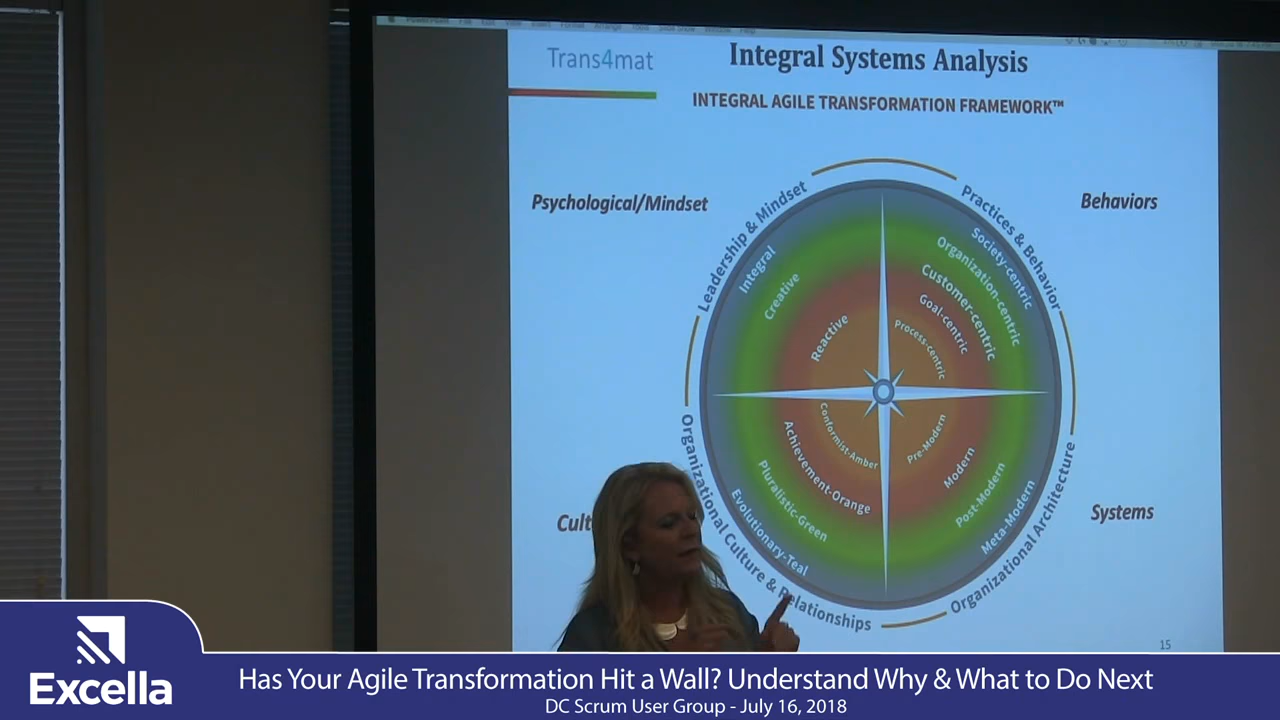 Trans4mat
Integral Systems Analysis
INTEGRAL AGILE TRANSFORMATION FRAMEWORK™
Psychological/Mindset
Behaviors
Leadership & Mindset
Practices & Behavior
Integral
Creative
Reactive
Society-centric
Organization-centric
Customer-centric
Goal-centric
Process-centric
Conformist-Amber
Achievement-Orange
Pluralistic-Green
Evolutionary-Teal
Pre-Modern
Modern
Post-Modern
Meta-Modern
Organizational Culture & Relationships
Organizational Architecture
Cult
Systems
15
Excella
Has Your Agile Transformation Hit a Wall? Understand Why & What to Do Next
DC Scrum User Group - July 16, 2018